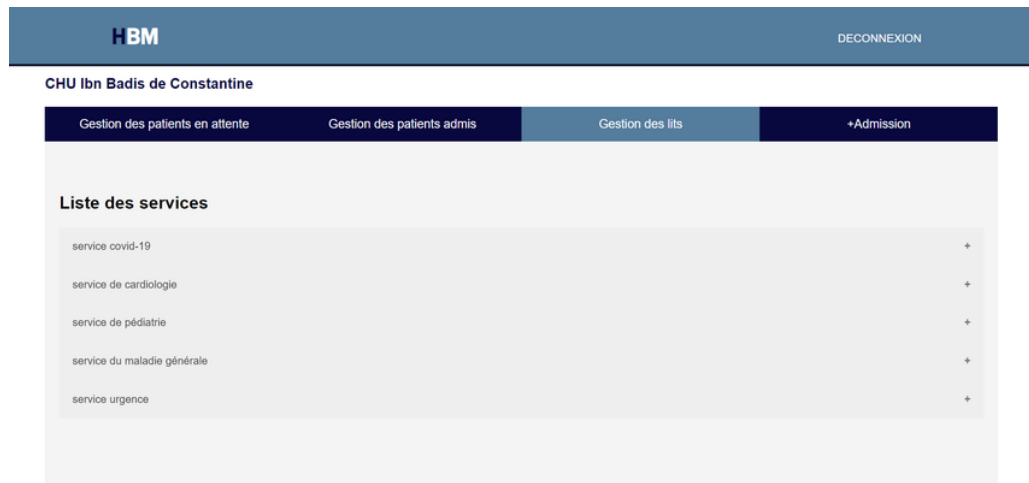 HBM
DECONNEXION
CHU Ibn Badis de Constantine
Gestion des patients en attente
Gestion des patients admis
Gestion des lits
+Admission
Liste des services
service covid-19 +
service de cardiologie +
service de pédiatrie +
service du maladie générale +
service urgence +